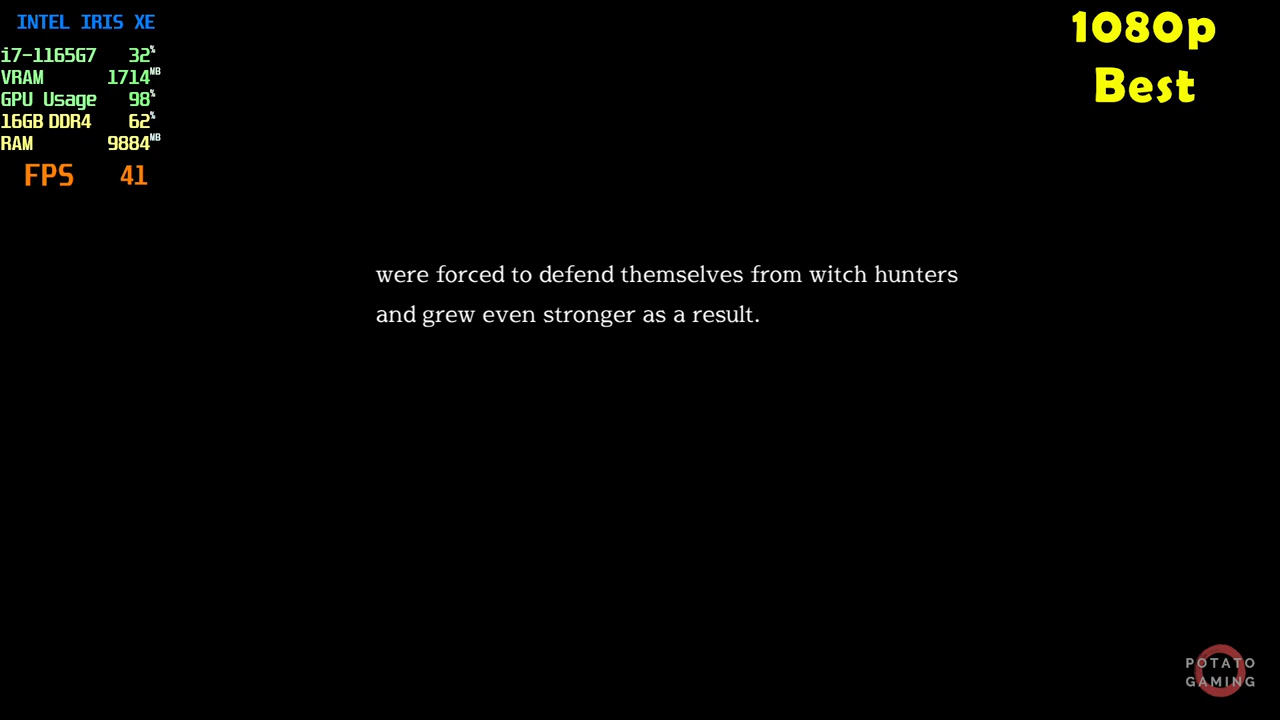 INTEL IRIS XE
i7-1165G7 32%
VRAM 1714MB
GPU Usage 98%
16GB DDR4 62%
RAM 9884MB
FPS 41
1080p
Best
were forced to defend themselves from witch hunters
and grew even stronger as a result.
POTATO
GAMING